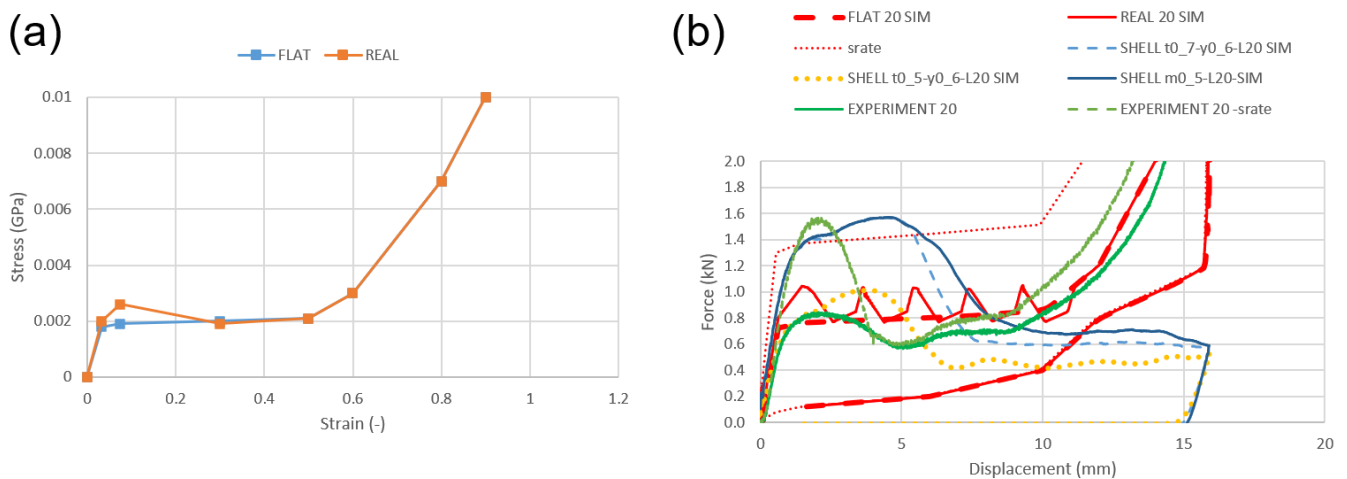 (a)
FLAT REAL
0.01
0.008
0.006
0.004
0.002
0
Stress (GPa)
0 0.2 0.4 0.6 0.8 1 1.2
Strain (-)
(b)
FLAT 20 SIM REAL 20 SIM
srate SHELL t0_7-y0_6-L20 SIM
SHELL t0_5-y0_6-L20 SIM SHELL m0_5-L20-SIM
EXPERIMENT 20 EXPERIMENT 20 -srate
2.0
1.8
1.6
1.4
1.2
1.0
0.8
0.6
0.4
0.2
0.0
Force (kN)
0 5 10 15 20
Displacement (mm)